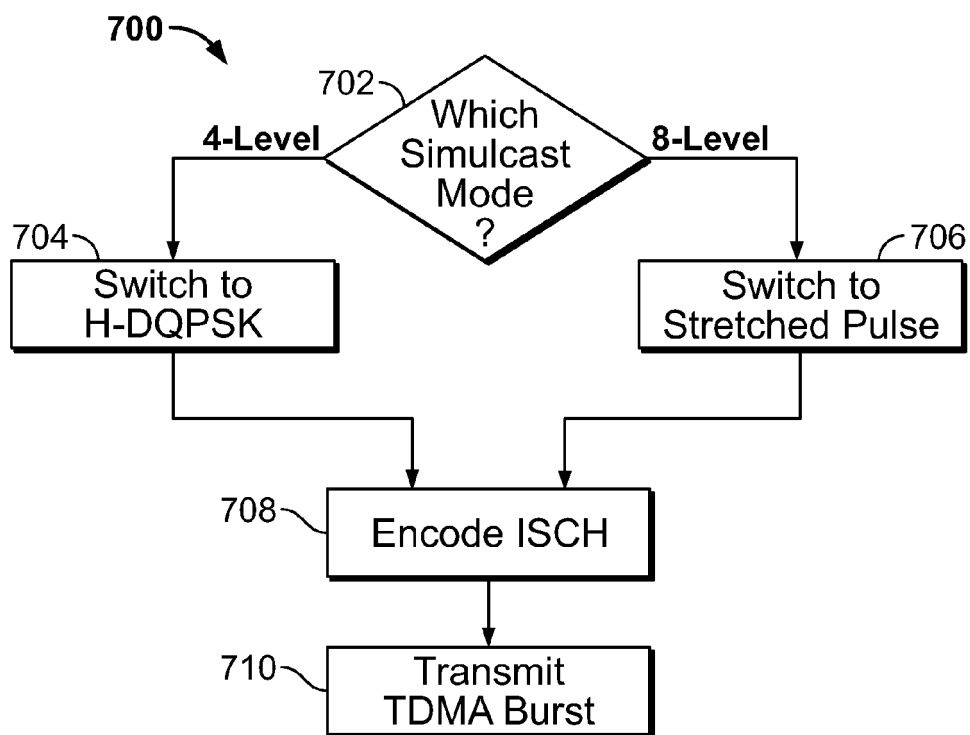 700
702
Which
Simulcast
Mode
?
4-Level
8-Level
704
Switch to
H-DQPSK
706
Switch to
Stretched Pulse
708
Encode ISCH
710
Transmit
TDMA Burst